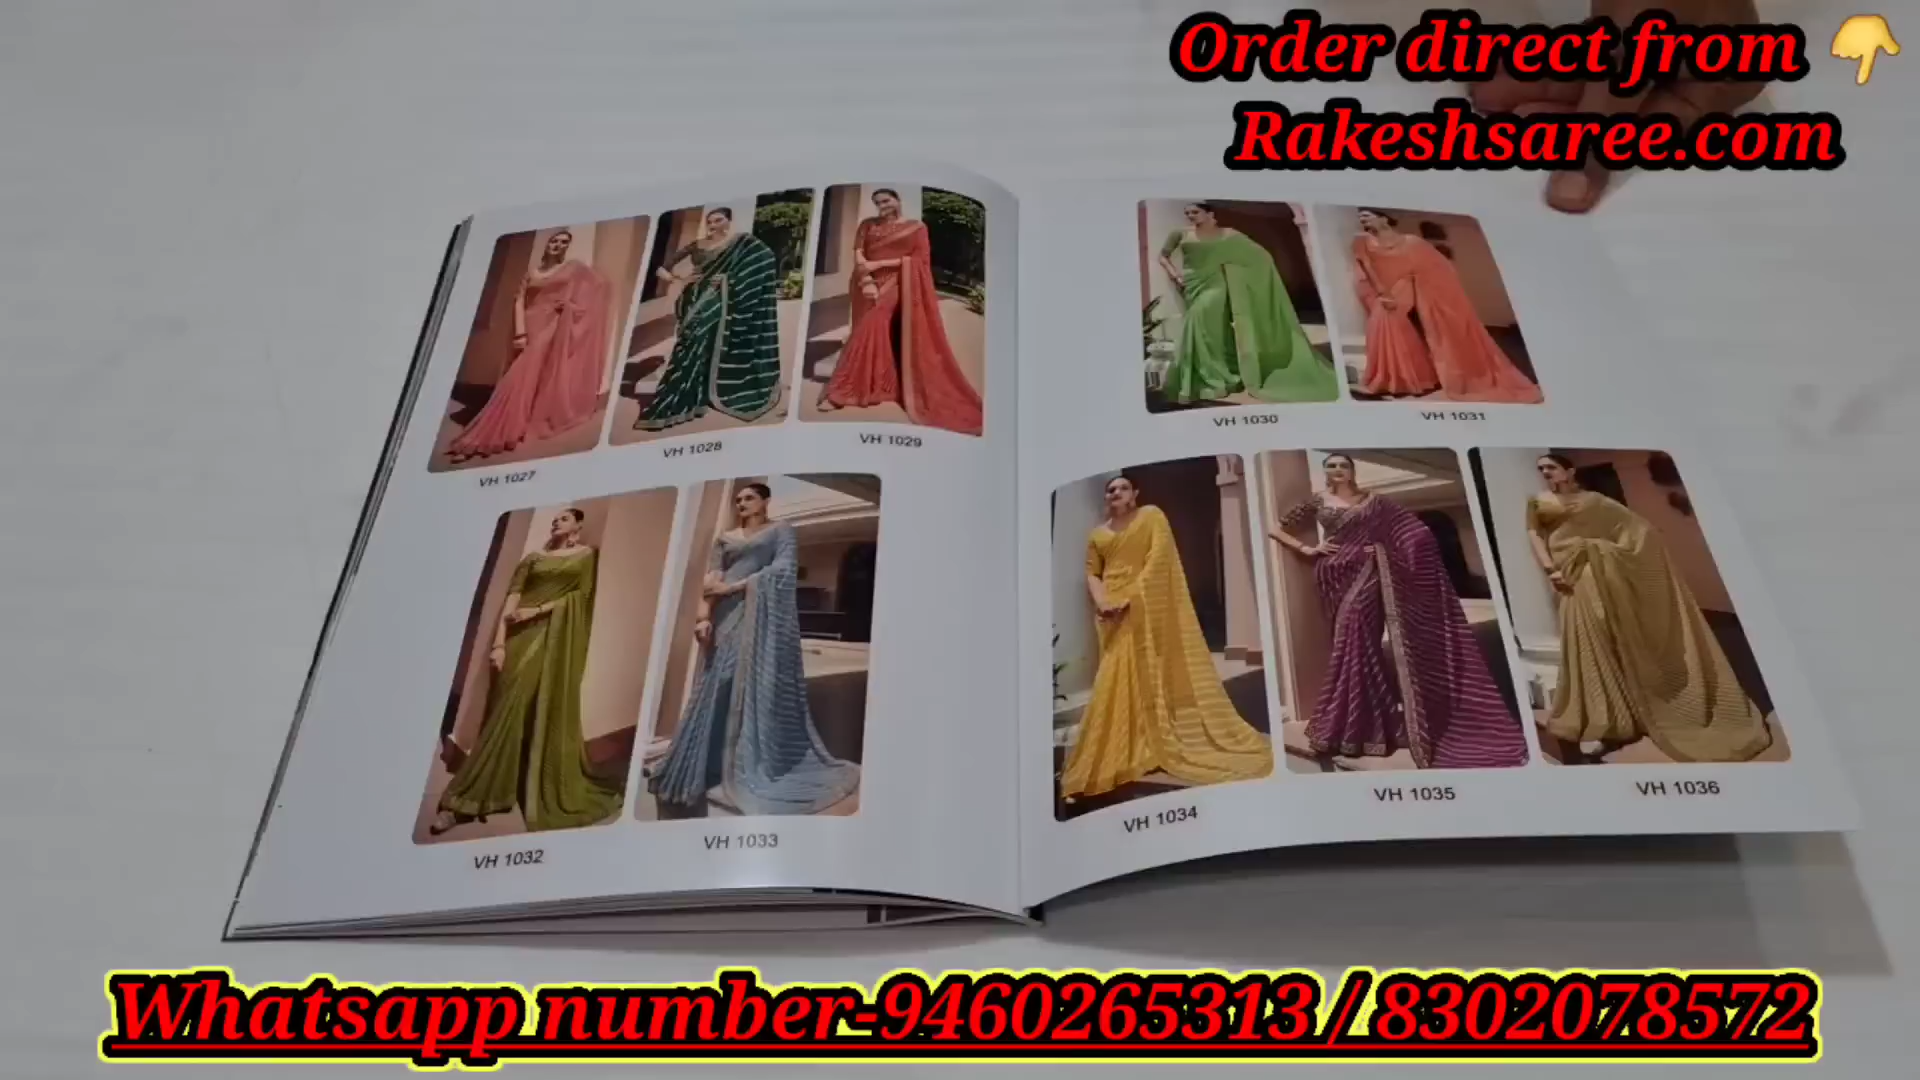 Order direct from 👇
Rakeshsaree.com
VH 1027
VH 1028
VH 1029
VH 1030
VH 1031
VH 1032
VH 1033
VH 1034
VH 1035
VH 1036
Whatsapp number-9460265313 / 8302078572